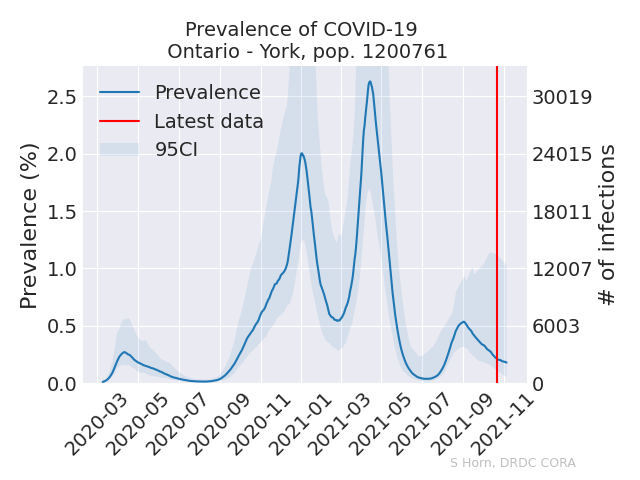 Prevalence of COVID-19
Ontario - York, pop. 1200761
Prevalence (%)
2.5
2.0
1.5
1.0
0.5
0.0
Prevalence
Latest data
95CI
30019
24015
18011
12007
6003
0
# of infections
2020-03
2020-05
2020-07
2020-09
2020-11
2021-01
2021-03
2021-05
2021-07
2021-09
2021-11
S Horn, DRDC CORA